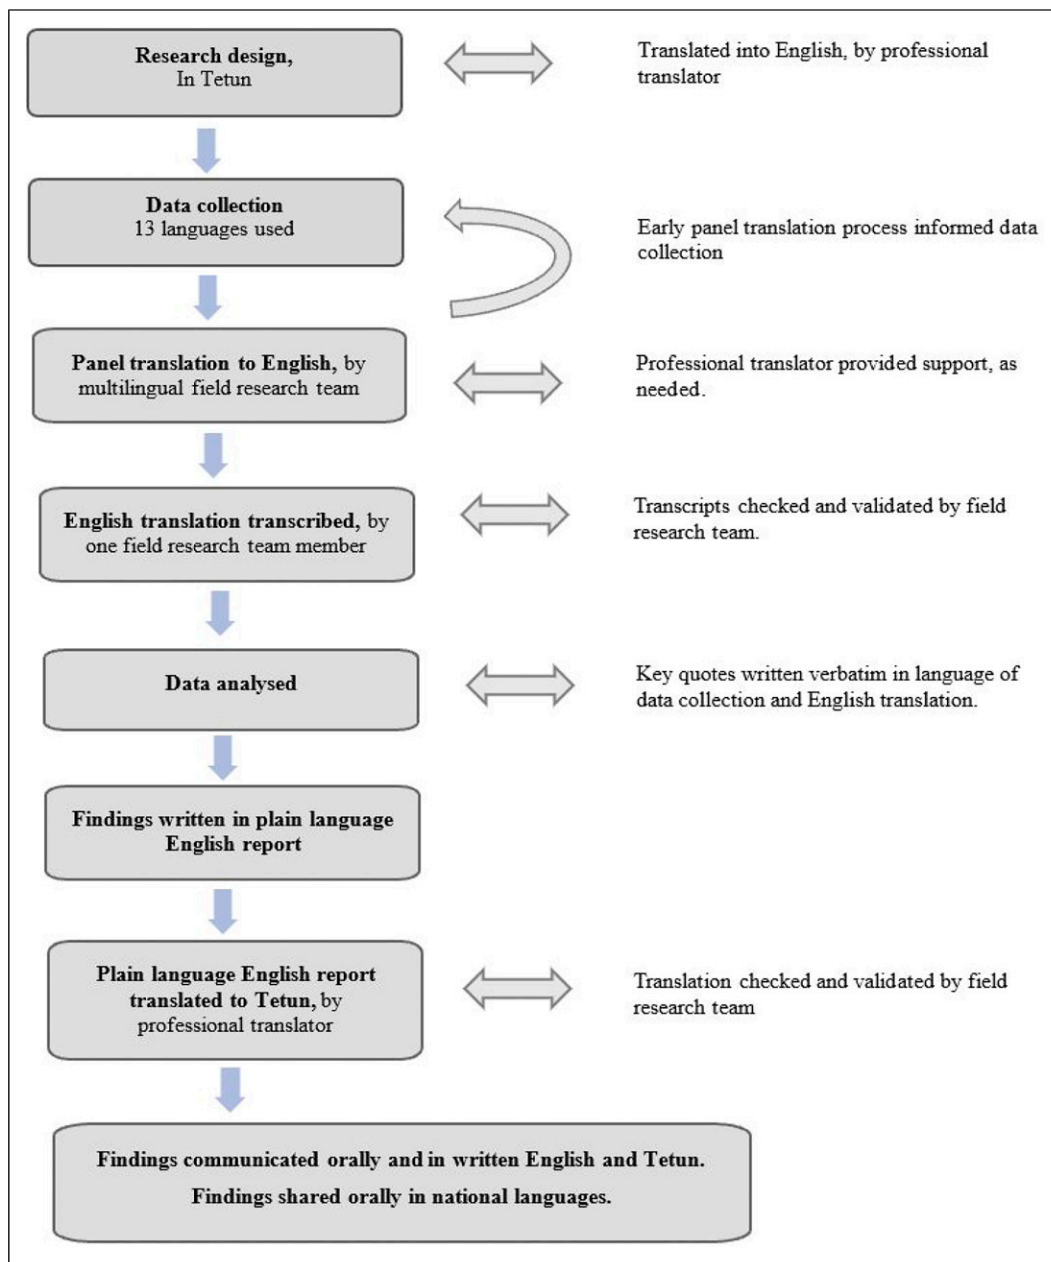 Research design,
In Tetun
Translated into English, by professional
translator
Data collection
13 languages used
Early panel translation process informed data
collection
Panel translation to English, by
multilingual field research team
Professional translator provided support, as
needed.
English translation transcribed, by
one field research team member
Transcripts checked and validated by field
research team.
Data analysed
Key quotes written verbatim in language of
data collection and English translation.
Findings written in plain language
English report
Plain language English report
translated to Tetun, by
professional translator
Translation checked and validated by field
research team
Findings communicated orally and in written English and Tetun.
Findings shared orally in national languages.